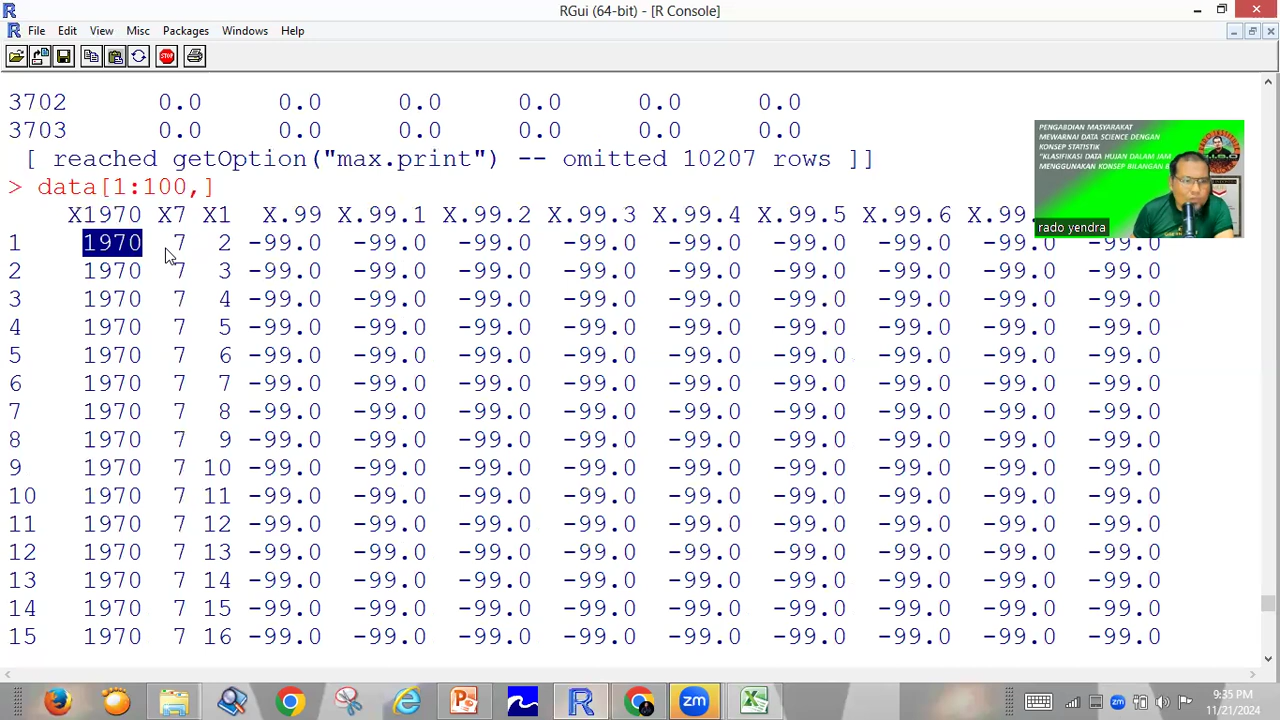 RGui (64-bit) - [R Console]
File Edit View Misc Packages Windows Help
STOP
3702 0.0 0.0 0.0 0.0 0.0 0.0
3703 0.0 0.0 0.0 0.0 0.0 0.0
[ reached getOption("max.print") -- omitted 10207 rows ]]
> data[1:100,]
X1970 X7 X1 X.99 X.99.1 X.99.2 X.99.3 X.99.4 X.99.5 X.99.6
1 1970 7 2 -99.0 -99.0 -99.0 -99.0 -99.0 -99.0 -99.0 -99.0 -99.0
2 1970 7 3 -99.0 -99.0 -99.0 -99.0 -99.0 -99.0 -99.0 -99.0 -99.0
3 1970 7 4 -99.0 -99.0 -99.0 -99.0 -99.0 -99.0 -99.0 -99.0 -99.0
4 1970 7 5 -99.0 -99.0 -99.0 -99.0 -99.0 -99.0 -99.0 -99.0 -99.0
5 1970 7 6 -99.0 -99.0 -99.0 -99.0 -99.0 -99.0 -99.0 -99.0 -99.0
6 1970 7 7 -99.0 -99.0 -99.0 -99.0 -99.0 -99.0 -99.0 -99.0 -99.0
7 1970 7 8 -99.0 -99.0 -99.0 -99.0 -99.0 -99.0 -99.0 -99.0 -99.0
8 1970 7 9 -99.0 -99.0 -99.0 -99.0 -99.0 -99.0 -99.0 -99.0 -99.0
9 1970 7 10 -99.0 -99.0 -99.0 -99.0 -99.0 -99.0 -99.0 -99.0 -99.0
10 1970 7 11 -99.0 -99.0 -99.0 -99.0 -99.0 -99.0 -99.0 -99.0 -99.0
11 1970 7 12 -99.0 -99.0 -99.0 -99.0 -99.0 -99.0 -99.0 -99.0 -99.0
12 1970 7 13 -99.0 -99.0 -99.0 -99.0 -99.0 -99.0 -99.0 -99.0 -99.0
13 1970 7 14 -99.0 -99.0 -99.0 -99.0 -99.0 -99.0 -99.0 -99.0 -99.0
14 1970 7 15 -99.0 -99.0 -99.0 -99.0 -99.0 -99.0 -99.0 -99.0 -99.0
15 1970 7 16 -99.0 -99.0 -99.0 -99.0 -99.0 -99.0 -99.0 -99.0 -99.0
PENGABDIAN MASYARAKAT
MEWARNAI DATA SCIENCE DENGAN
KONSEP STATISTIK
"KLASIFIKASI DATA HUJAN DALAM JAM
MENGGUNAKAN KONSEP BILANGAN B
rado yendra
zm
zm
9:35 PM
11/21/2024